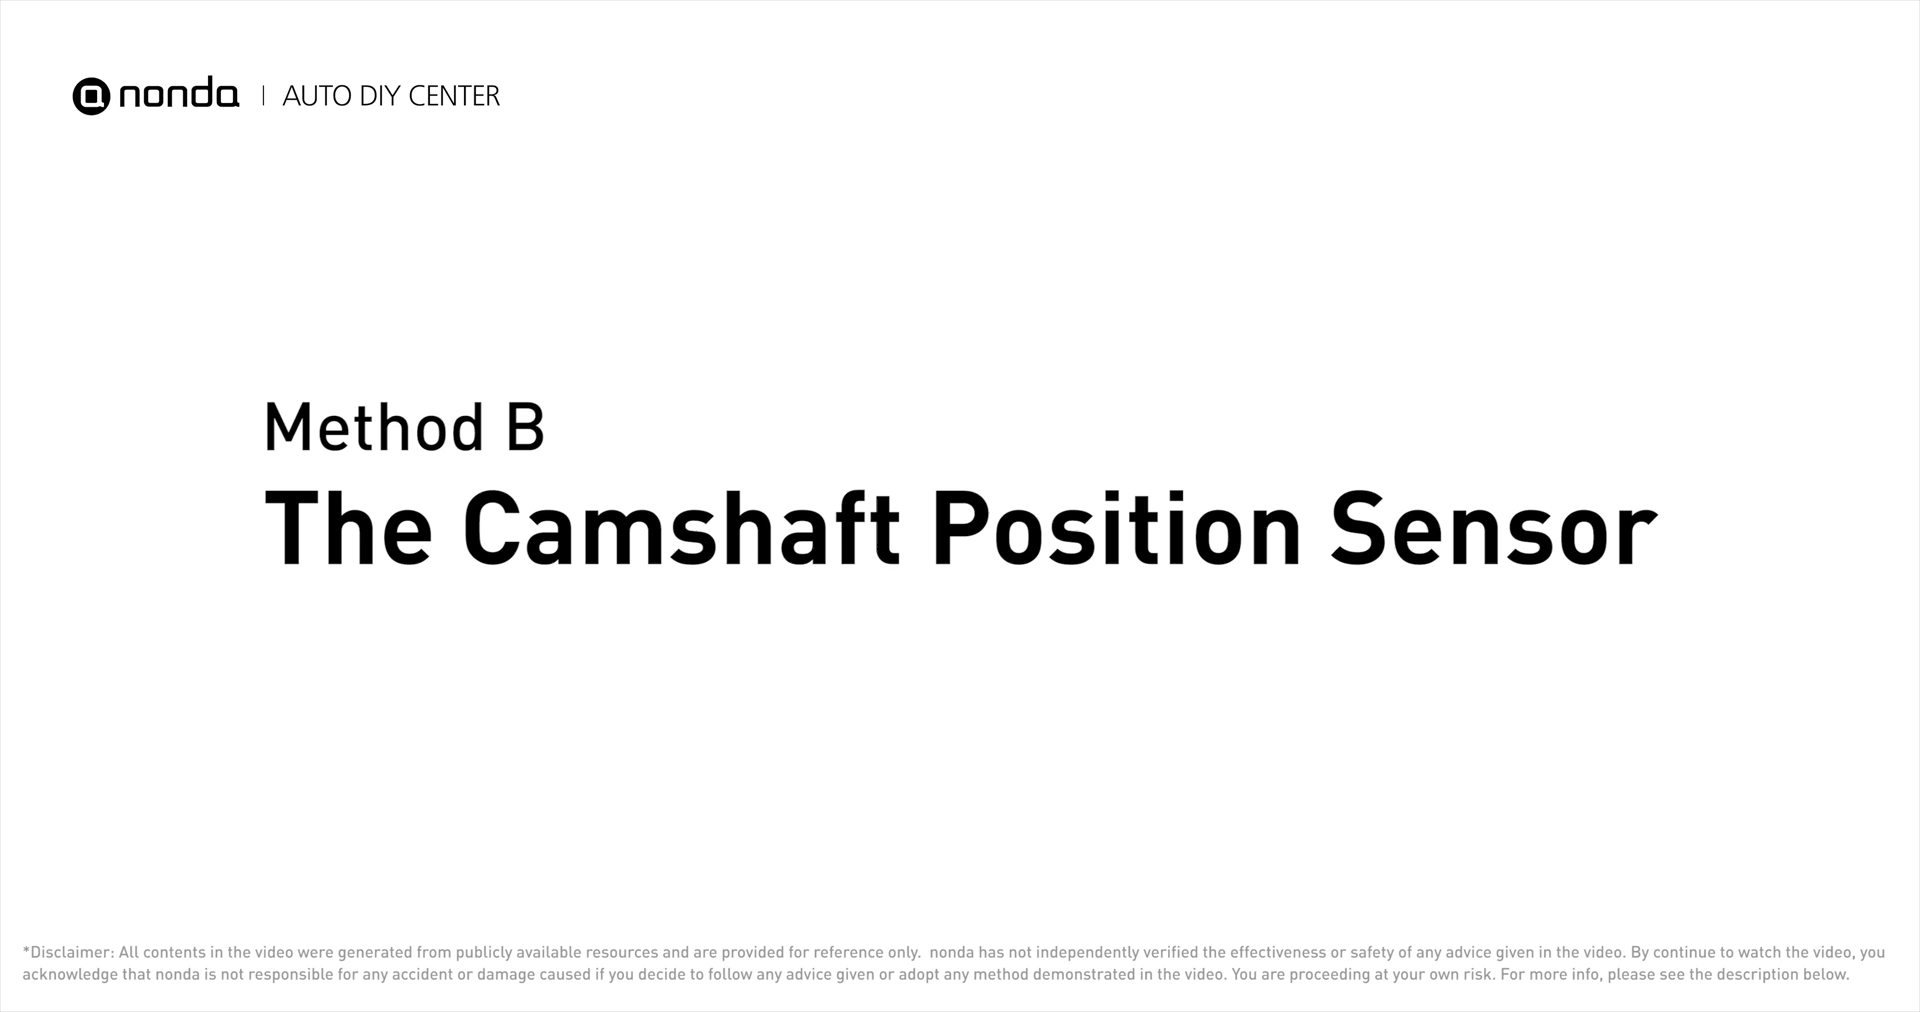 nonda | AUTO DIY CENTER
Method B
The Camshaft Position Sensor
*Disclaimer: All contents in the video were generated from publicly available resources and are provided for reference only.  nonda has not independently verified the effectiveness or safety of any advice given in the video. By continue to watch the video, you
acknowledge that nonda is not responsible for any accident or damage caused if you decide to follow any advice given or adopt any method demonstrated in the video. You are proceeding at your own risk. For more info, please see the description below.